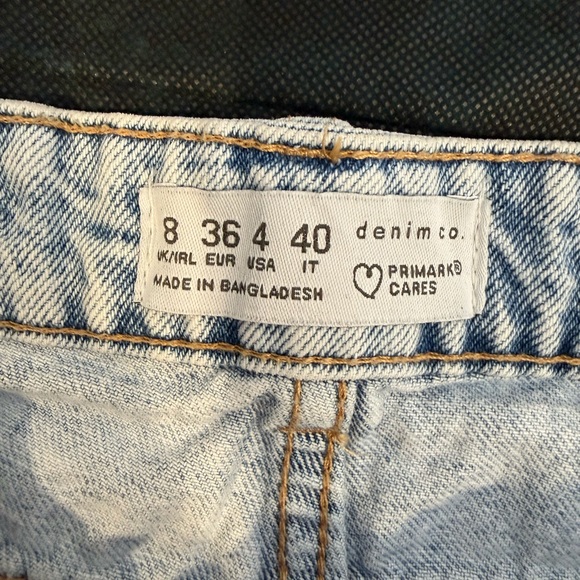 8 36 4 40
UK/IRL EUR USA IT
MADE IN BANGLADESH
denim co.
PRIMARK®
CARES